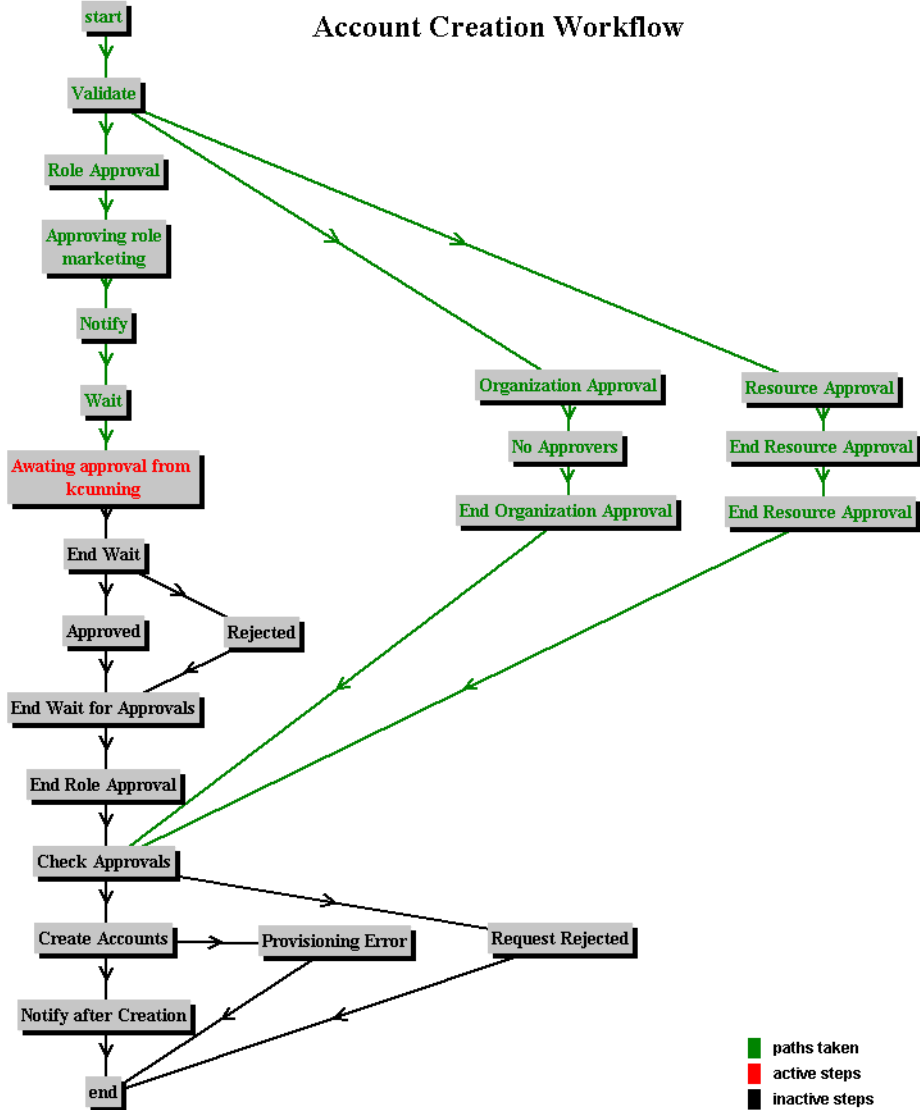 start
Account Creation Workflow
Validate
Role Approval
Approving role
marketing
Notify
Organization Approval
Resource Approval
Wait
No Approvers
End Resource Approval
Awating approval from
kcunning
End Organization Approval
End Resource Approval
End Wait
Approved
Rejected
End Wait for Approvals
End Role Approval
Check Approvals
Create Accounts
Provisioning Error
Request Rejected
Notify after Creation
end
paths taken
active steps
inactive steps